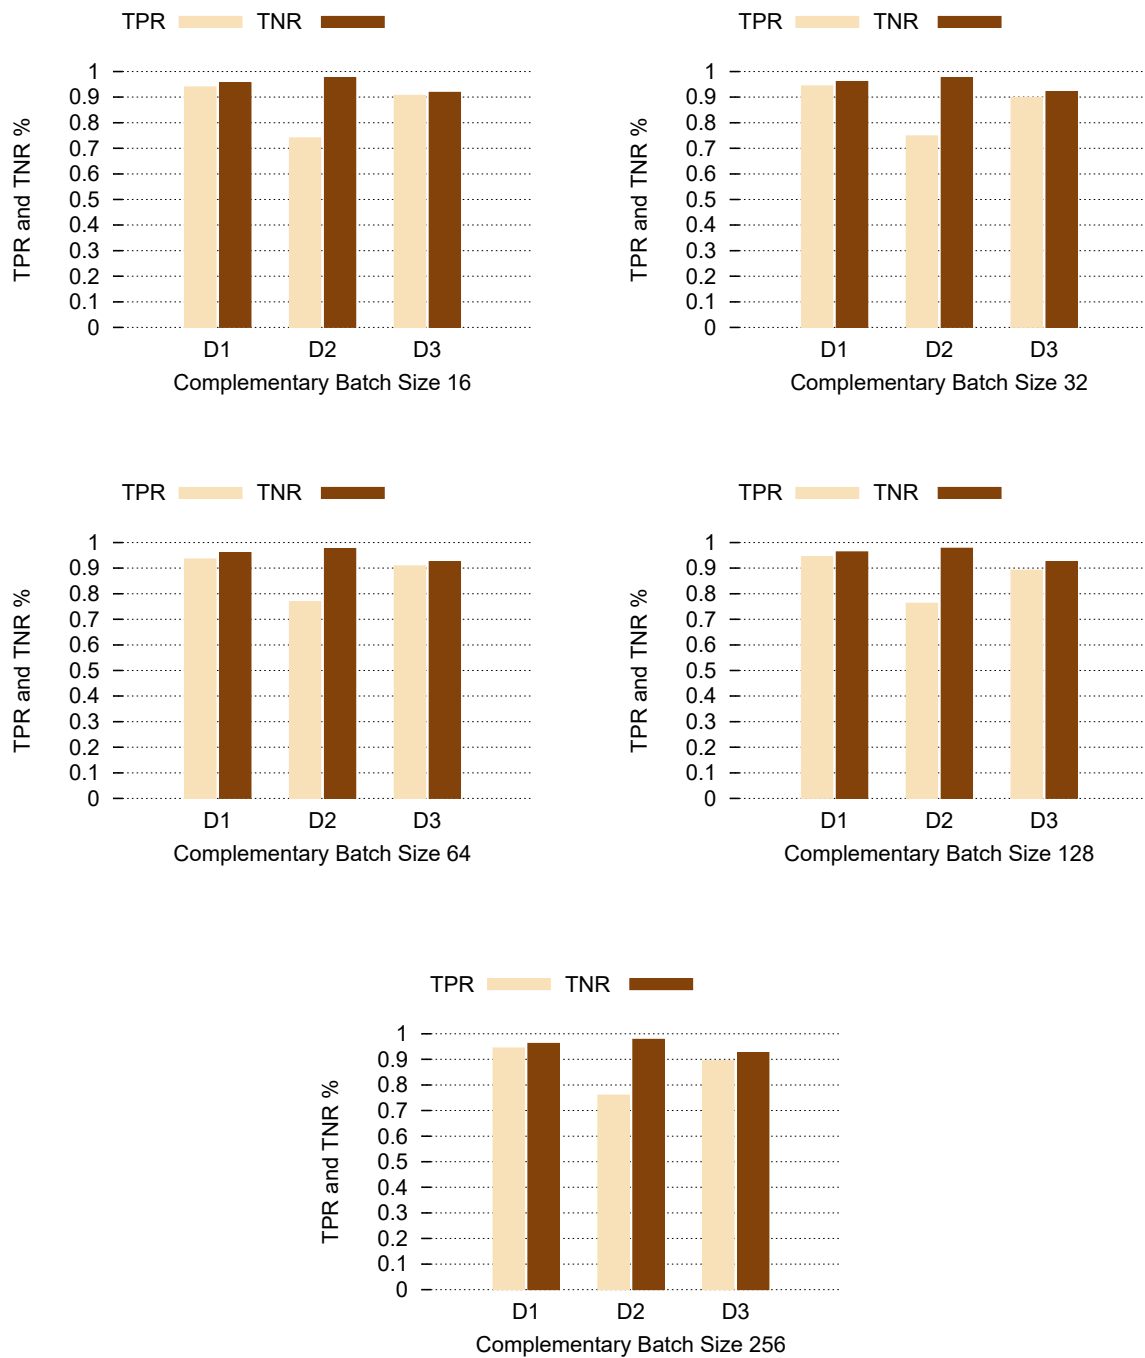 TPR TNR
1
0.9
0.8
0.7
0.6
0.5
0.4
0.3
0.2
0.1
0
TPR and TNR %
D1 D2 D3
Complementary Batch Size 16
TPR TNR
1
0.9
0.8
0.7
0.6
0.5
0.4
0.3
0.2
0.1
0
TPR and TNR %
D1 D2 D3
Complementary Batch Size 32
TPR TNR
1
0.9
0.8
0.7
0.6
0.5
0.4
0.3
0.2
0.1
0
TPR and TNR %
D1 D2 D3
Complementary Batch Size 64
TPR TNR
1
0.9
0.8
0.7
0.6
0.5
0.4
0.3
0.2
0.1
0
TPR and TNR %
D1 D2 D3
Complementary Batch Size 128
TPR TNR
1
0.9
0.8
0.7
0.6
0.5
0.4
0.3
0.2
0.1
0
TPR and TNR %
D1 D2 D3
Complementary Batch Size 256